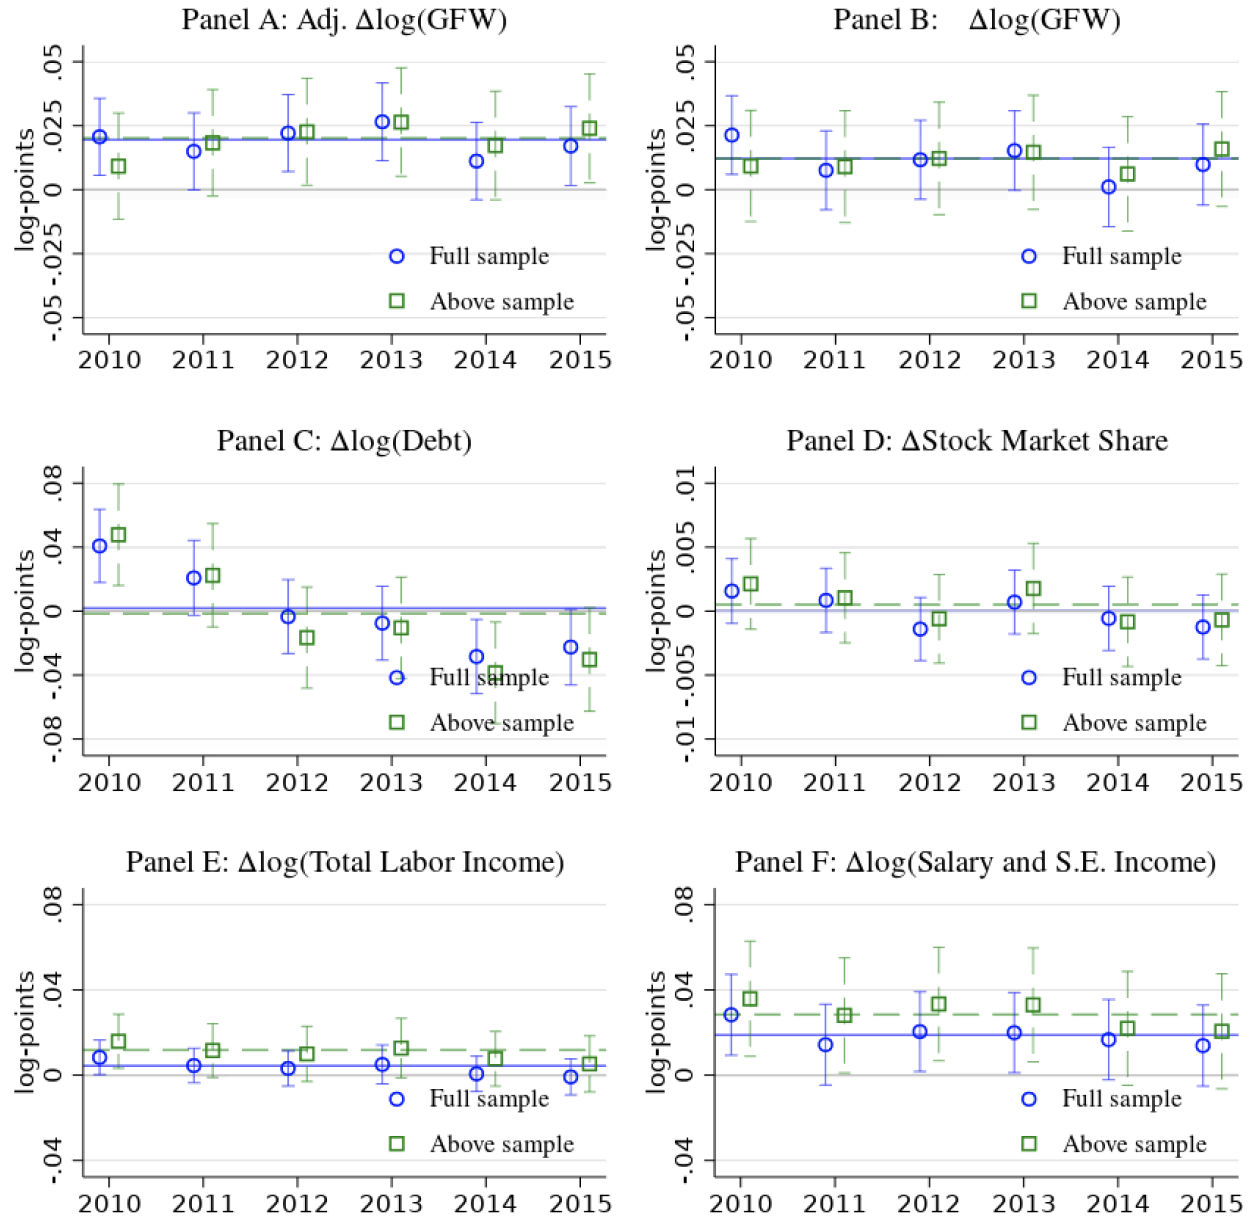 Panel A: Adj. Δlog(GFW)
log-points
.05
.025
0
-.025
-.05
Full sample
Above sample
2010 2011 2012 2013 2014 2015
Panel B: Δlog(GFW)
log-points
.05
.025
0
-.025
-.05
Full sample
Above sample
2010 2011 2012 2013 2014 2015
Panel C: Δlog(Debt)
log-points
.08
.04
0
-.04
-.08
Full sample
Above sample
2010 2011 2012 2013 2014 2015
Panel D: ΔStock Market Share
log-points
.01
.005
0
-.005
-.01
Full sample
Above sample
2010 2011 2012 2013 2014 2015
Panel E: Δlog(Total Labor Income)
log-points
.08
.04
0
-.04
Full sample
Above sample
2010 2011 2012 2013 2014 2015
Panel F: Δlog(Salary and S.E. Income)
log-points
.08
.04
0
-.04
Full sample
Above sample
2010 2011 2012 2013 2014 2015